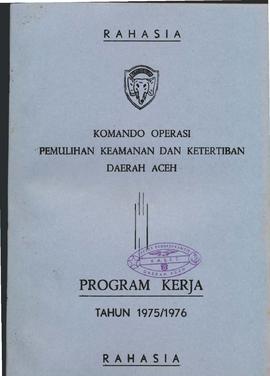 RAHASIA
KOMANDO OPERASI
PEMULIHAN KEAMANAN DAN KETERTIBAN
DAERAH ACEH
PROGRAM KERJA
TAHUN 1975/1976
RAHASIA